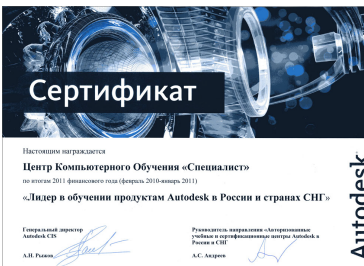 Сертификат
Настоящим награждается
Центр Компьютерного Обучения «Специалист»
по итогам 2011 финансового года (февраль 2010-январь 2011)
«Лидер в обучении продуктам Autodesk в России и странах СНГ»
Генеральный директор
Autodesk CIS
А.Н. Рыжов
Руководитель направления «Авторизованные
учебные и сертификационные центры Autodesk в
России и СНГ
А.С. Андреев
Autodesk